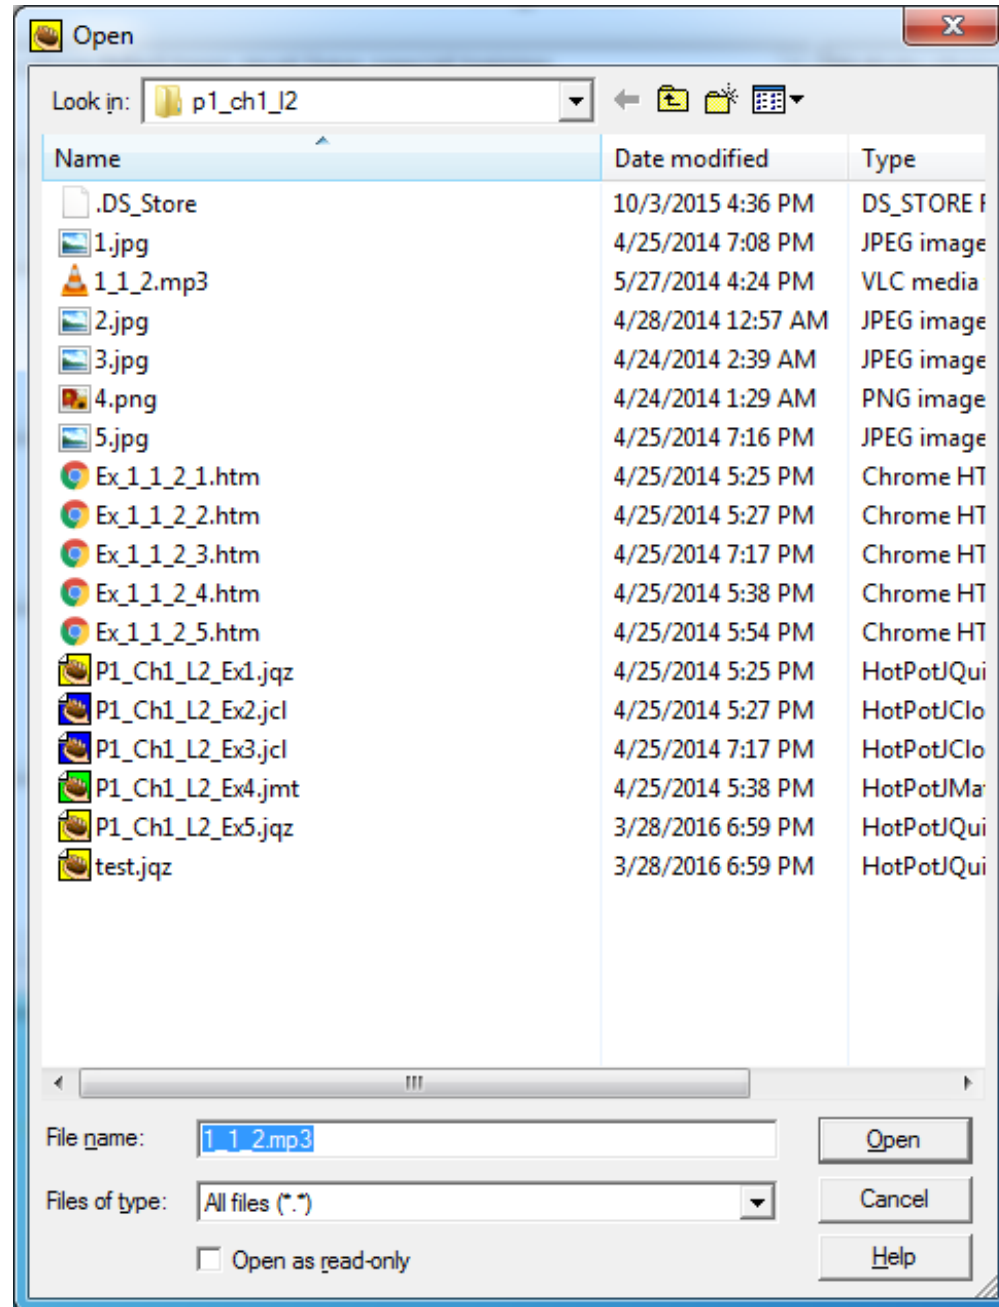 Open
Look in: p1_ch1_l2
Name Date modified Type
.DS_Store 10/3/2015 4:36 PM DS_STORE F
1.jpg 4/25/2014 7:08 PM JPEG image
1_1_2.mp3 5/27/2014 4:24 PM VLC media
2.jpg 4/28/2014 12:57 AM JPEG image
3.jpg 4/24/2014 2:39 AM JPEG image
4.png 4/24/2014 1:29 AM PNG image
5.jpg 4/25/2014 7:16 PM JPEG image
Ex_1_1_2_1.htm 4/25/2014 5:25 PM Chrome HT
Ex_1_1_2_2.htm 4/25/2014 5:27 PM Chrome HT
Ex_1_1_2_3.htm 4/25/2014 7:17 PM Chrome HT
Ex_1_1_2_4.htm 4/25/2014 5:38 PM Chrome HT
Ex_1_1_2_5.htm 4/25/2014 5:54 PM Chrome HT
P1_Ch1_L2_Ex1.jqz 4/25/2014 5:25 PM HotPotJQui
P1_Ch1_L2_Ex2.jcl 4/25/2014 5:27 PM HotPotJClo
P1_Ch1_L2_Ex3.jcl 4/25/2014 7:17 PM HotPotJClo
P1_Ch1_L2_Ex4.jmt 4/25/2014 5:38 PM HotPotJMat
P1_Ch1_L2_Ex5.jqz 3/28/2016 6:59 PM HotPotJQui
test.jqz 3/28/2016 6:59 PM HotPotJQui
File name: 1_1_2.mp3 Open
Files of type: All files (*.*) Cancel
Open as read-only Help